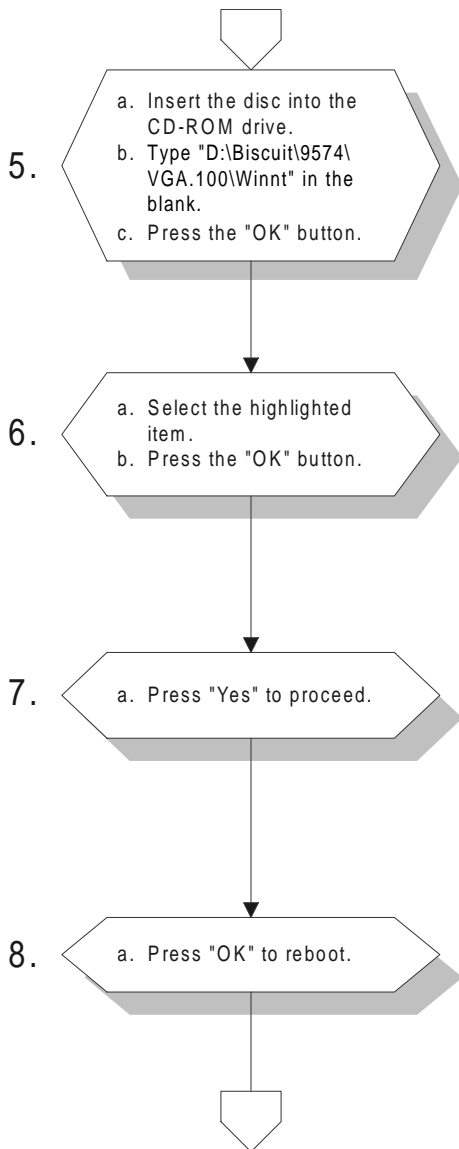 5.
a. Insert the disc into the
CD-ROM drive.
b. Type "D:\Biscuit\9574\
VGA.100\Winnt" in the
blank.
c. Press the "OK" button.
6.
a. Select the highlighted
item.
b. Press the "OK" button.
7.
a. Press "Yes" to proceed.
8.
a. Press "OK" to reboot.